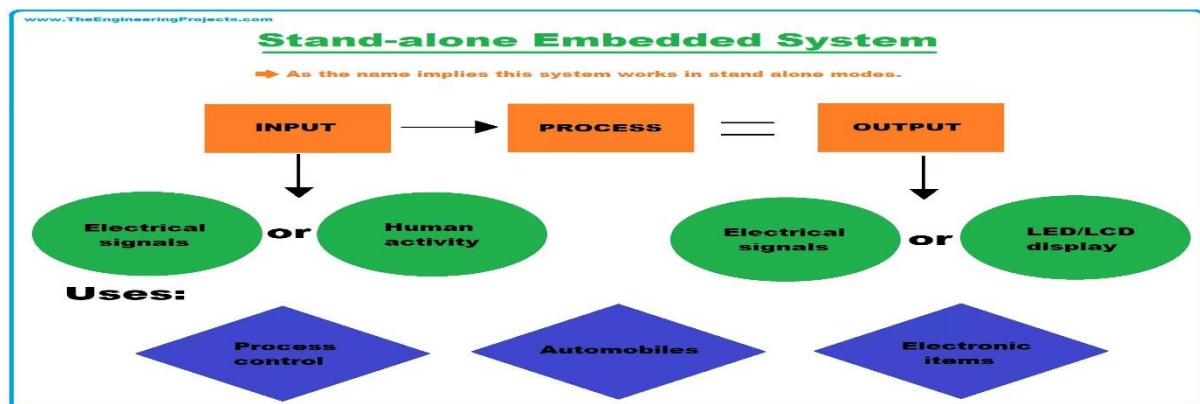 www.TheEngineeringProjects.com
Stand-alone Embedded System
As the name implies this system works in stand alone modes.
INPUT
PROCESS
OUTPUT
Electrical
signals
or
Human
activity
Electrical
signals
or
LED/LCD
display
Uses:
Process
control
Automobiles
Electronic
items